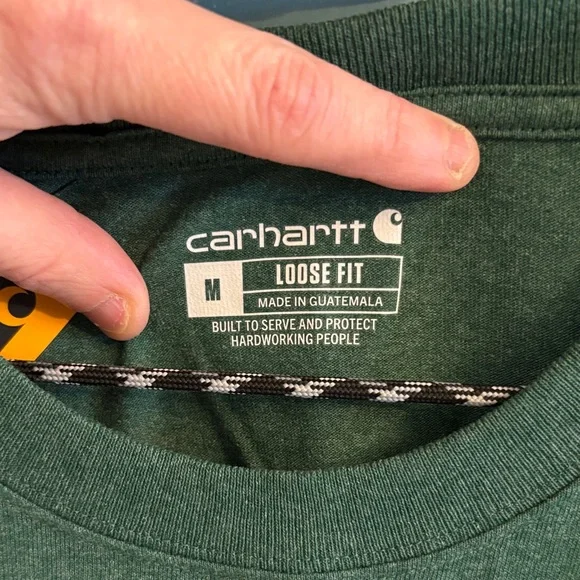 carhartt
M
LOOSE FIT
MADE IN GUATEMALA
BUILT TO SERVE AND PROTECT
HARDWORKING PEOPLE